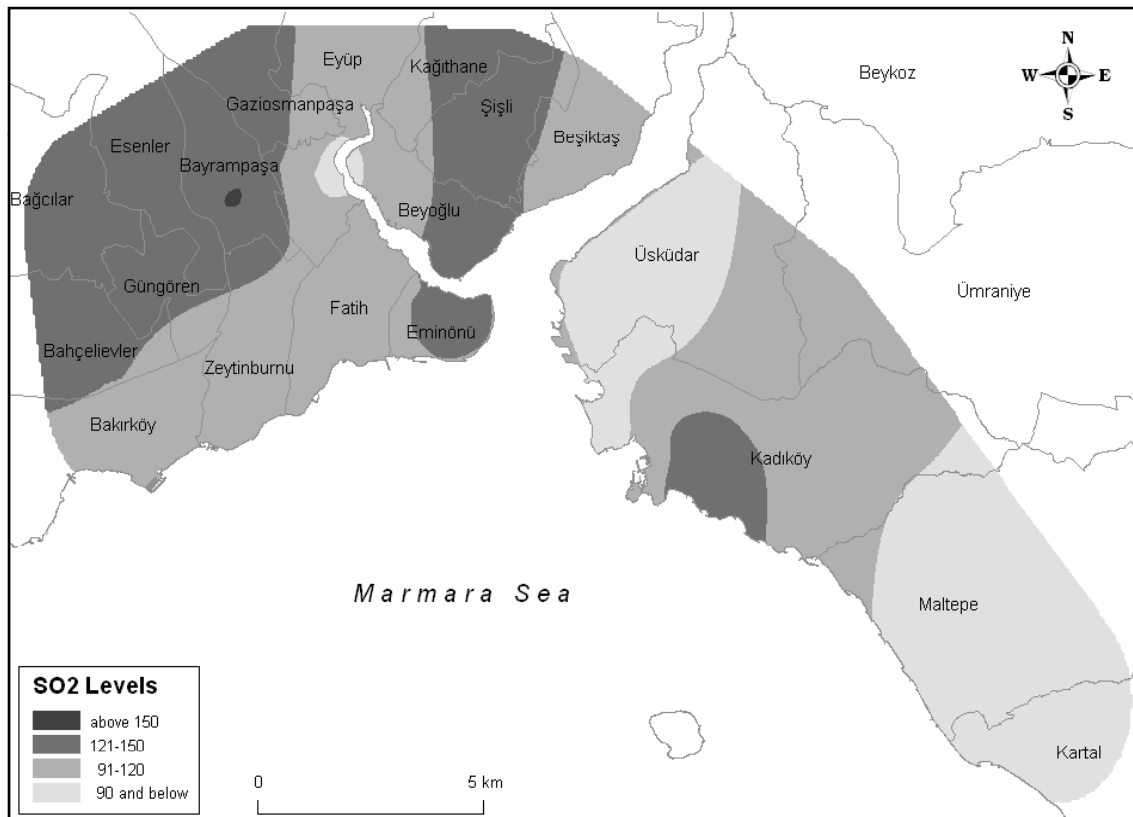 N
W E
S
Eyüp
Kağıthane
Beykoz
Gaziosmanpaşa
Şişli
Beşiktaş
Esenler
Bayrampaşa
Bağcılar
Beyoğlu
Üsküdar
Güngören
Ümraniye
Fatih
Eminönü
Bahçelievler
Zeytinburnu
Bakırköy
Kadıköy
Marmara Sea
Maltepe
SO2 Levels
above 150
121-150
91-120
90 and below
0 5 km
Kartal